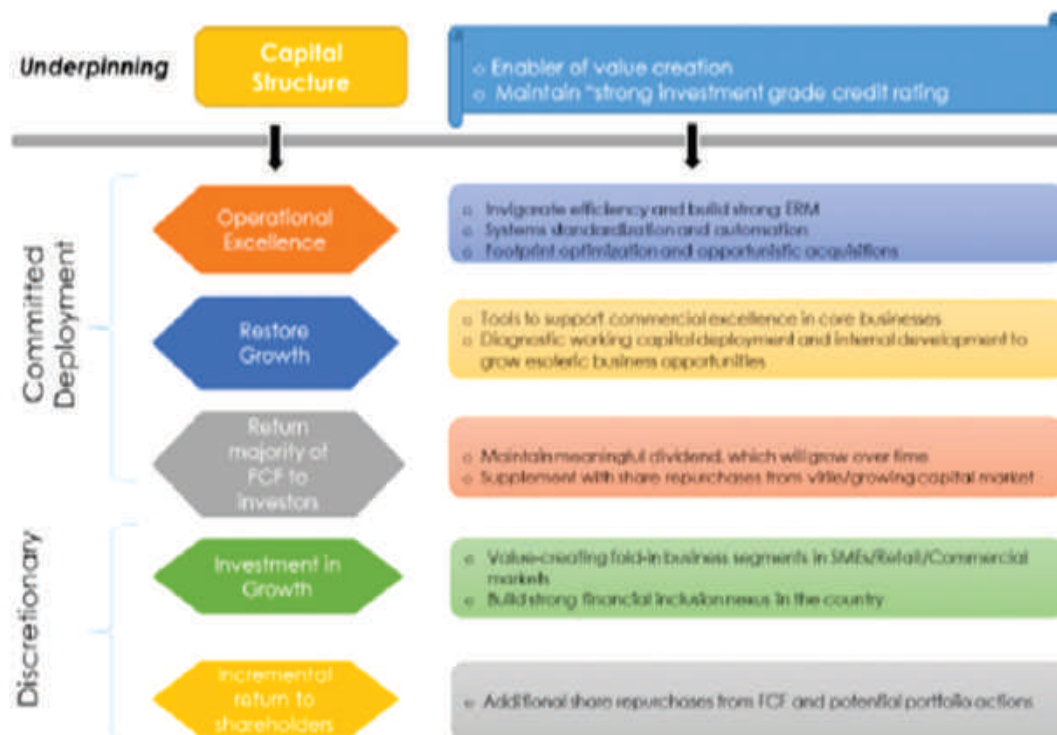 Underpinning
Capital
Structure
o Enabler of value creation
o Maintain "strong investment grade credit rating
Committed
Deployment
Operational
Excellence
o Invigorate efficiency and build strong ERM
o Systems standardization and automation
o Footprint optimization and opportunistic acquisitions
Restore
Growth
o Tools to support commercial excellence in core businesses
o Diagnostic working capital deployment and internal development to
grow esoteric business opportunities
Return
majority of
FCF to
investors
o Maintain meaningful dividend, which will grow over time
o Supplement with share repurchases from virile/growing capital market
Discretionary
Investment in
Growth
o Value-creating fold-in business segments in SMEs/Retail/Commercial
markets
o Build strong financial inclusion nexus in the country
Incremental
return to
shareholders
o Additional share repurchases from FCF and potential portfolio actions